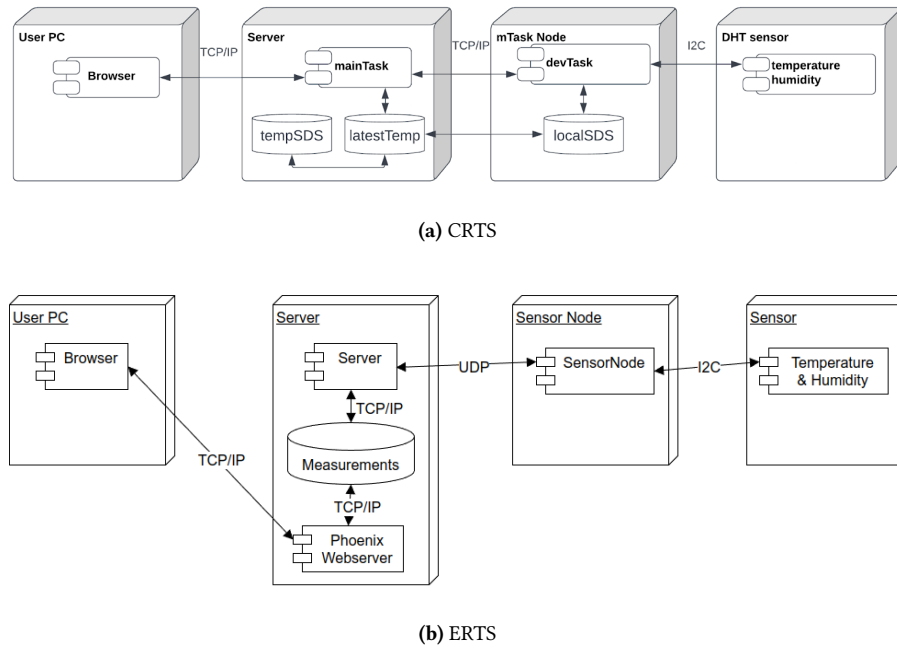 User PC
Browser
TCP/IP
Server
mainTask
tempSDS
latestTemp
TCP/IP
mTask Node
devTask
localSDS
I2C
DHT sensor
temperature
humidity
(a) CRTS
User PC
Browser
TCP/IP
Server
Server
TCP/IP
Measurements
TCP/IP
Phoenix
Webserver
UDP
Sensor Node
SensorNode
I2C
Sensor
Temperature
& Humidity
(b) ERTS